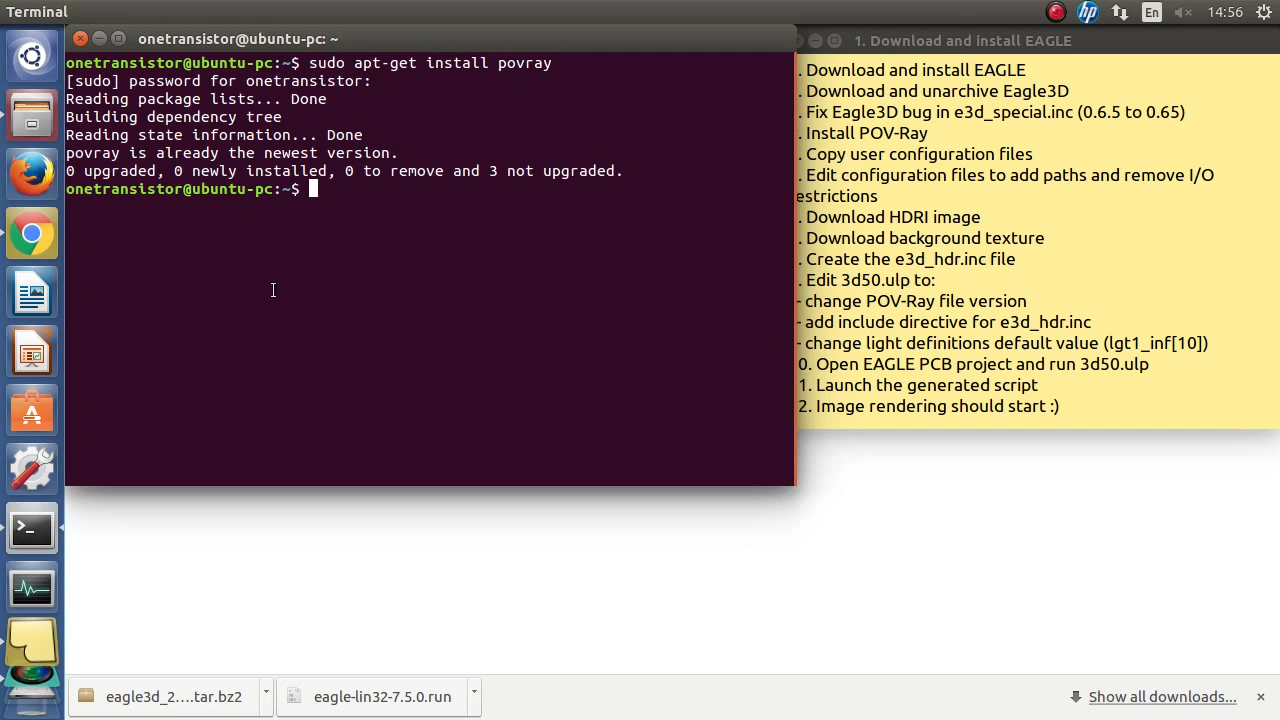 Terminal
En
14:56
onetransistor@ubuntu-pc: ~
onetransistor@ubuntu-pc:~$ sudo apt-get install povray
[sudo] password for onetransistor:
Reading package lists... Done
Building dependency tree
Reading state information... Done
povray is already the newest version.
0 upgraded, 0 newly installed, 0 to remove and 3 not upgraded.
onetransistor@ubuntu-pc:~$
1. Download and install EAGLE
. Download and install EAGLE
. Download and unarchive Eagle3D
. Fix Eagle3D bug in e3d_special.inc (0.6.5 to 0.65)
. Install POV-Ray
. Copy user configuration files
. Edit configuration files to add paths and remove I/O
estrictions
. Download HDRI image
. Download background texture
. Create the e3d_hdr.inc file
. Edit 3d50.ulp to:
- change POV-Ray file version
- add include directive for e3d_hdr.inc
- change light definitions default value (lgt1_inf[10])
0. Open EAGLE PCB project and run 3d50.ulp
1. Launch the generated script
2. Image rendering should start :)
eagle3d_2....tar.bz2
eagle-lin32-7.5.0.run
Show all downloads...